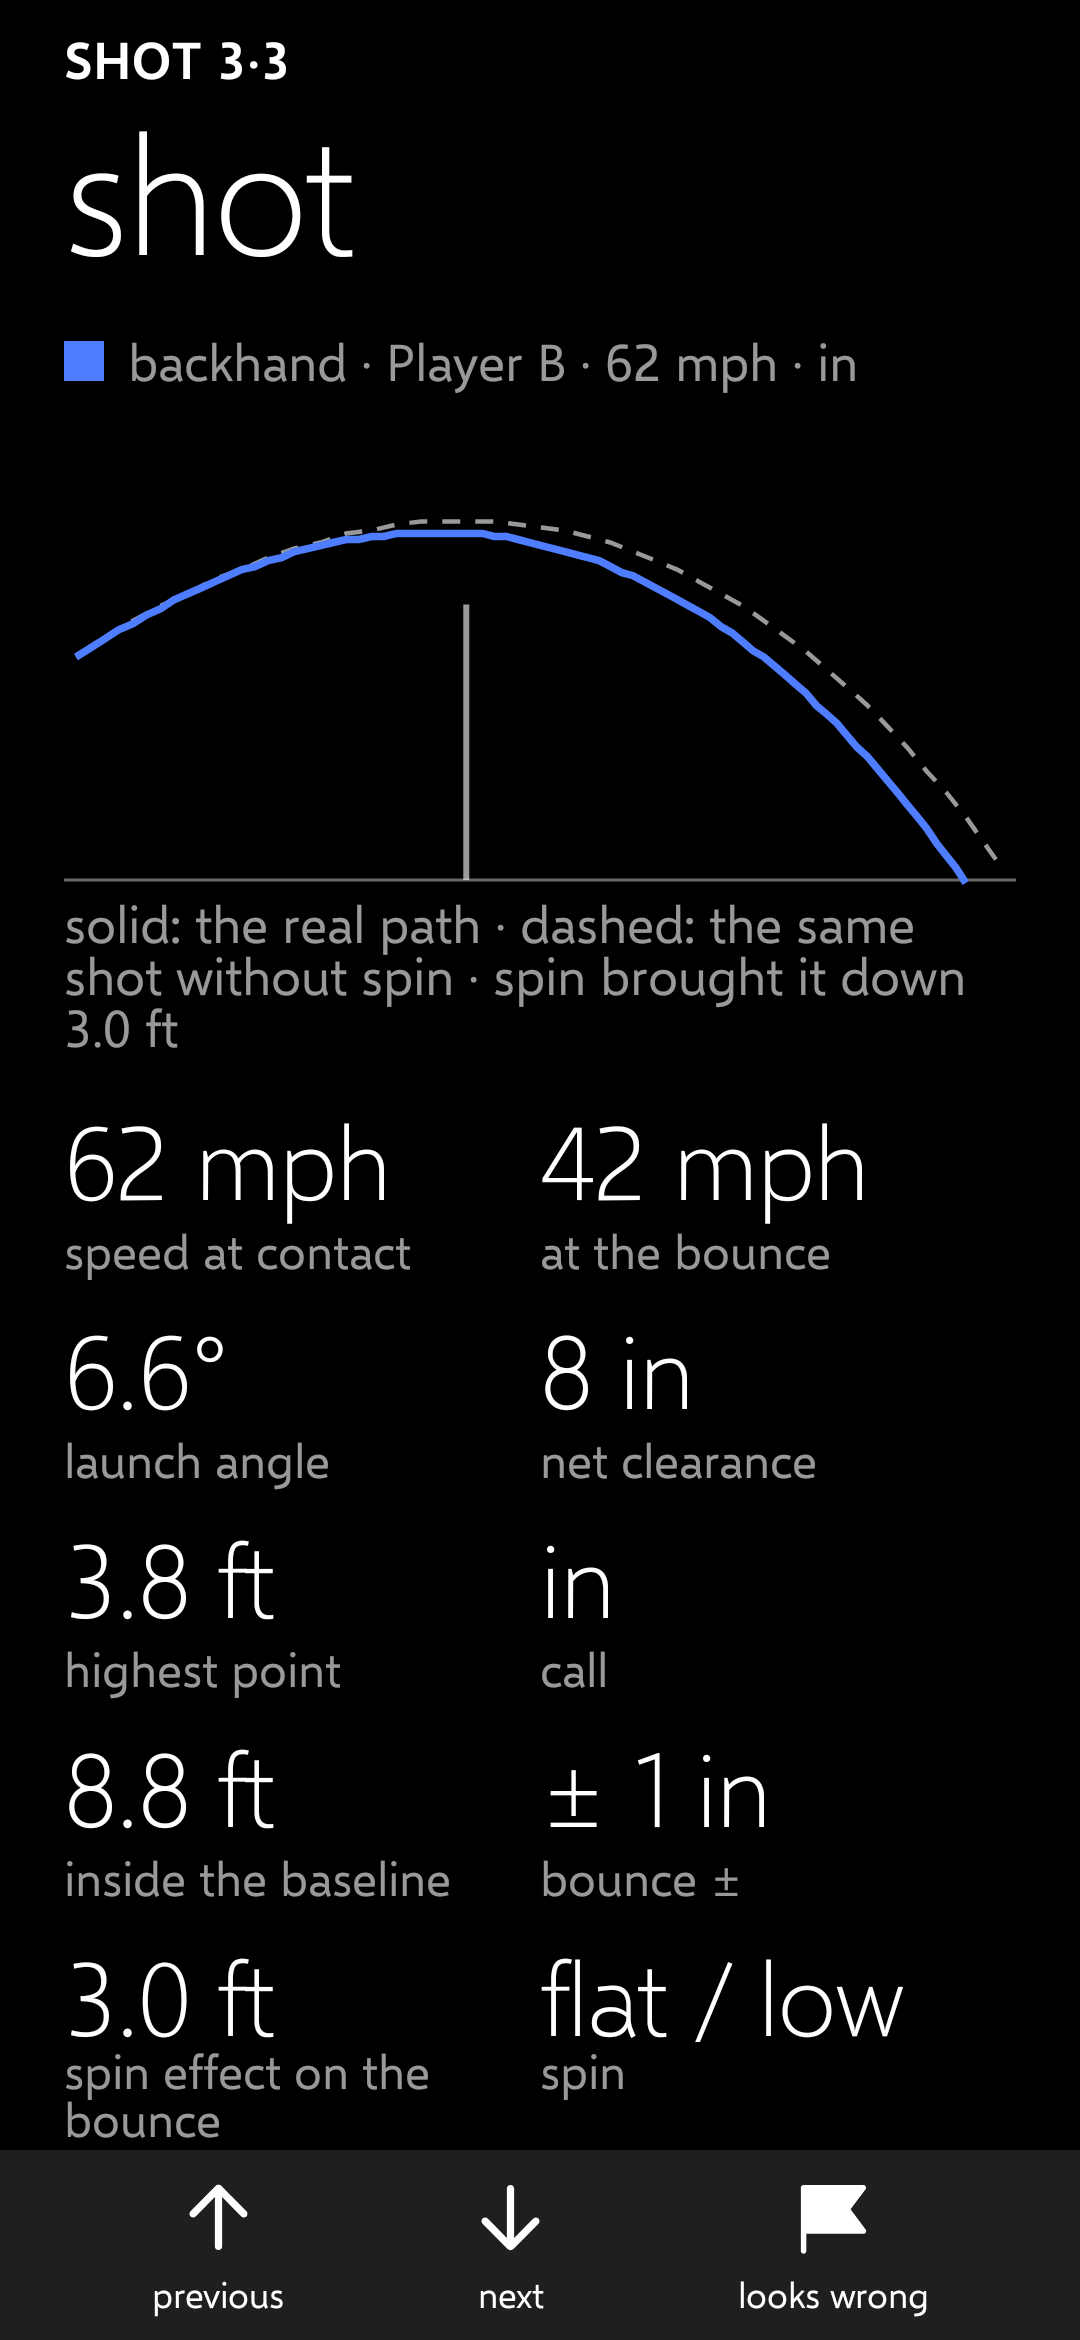 SHOT 3·3
shot
backhand · Player B · 62 mph · in
solid: the real path · dashed: the same
shot without spin · spin brought it down
3.0 ft
62 mph
speed at contact
42 mph
at the bounce
6.6°
launch angle
8 in
net clearance
3.8 ft
highest point
in
call
8.8 ft
inside the baseline
± 1 in
bounce ±
3.0 ft
spin effect on the
bounce
flat / low
spin
previous
next
looks wrong